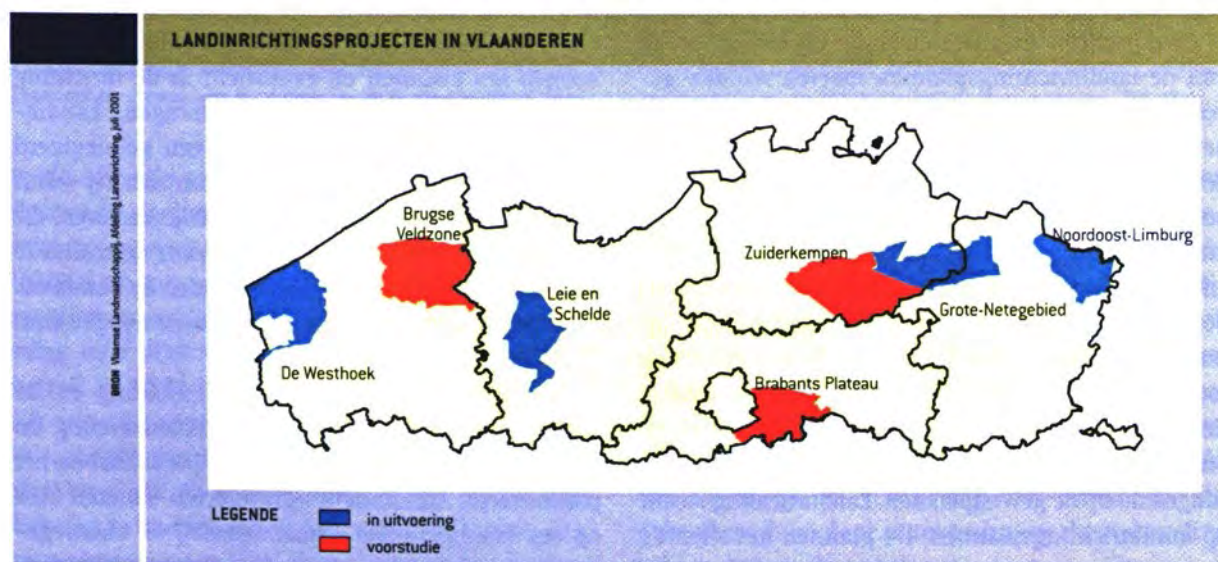 LANDINRICHTINGSPROJECTEN IN VLAANDEREN
BRON Vlaamse Landmaatschappij, Afdeling Landinrichting, juli 2001
Brugse
Veldzone
Noordoost-Limburg
Zuiderkempen
Leie en
Schelde
Grote-Netegebied
De Westhoek
Brabants Plateau
LEGENDE
in uitvoering
voorstudie